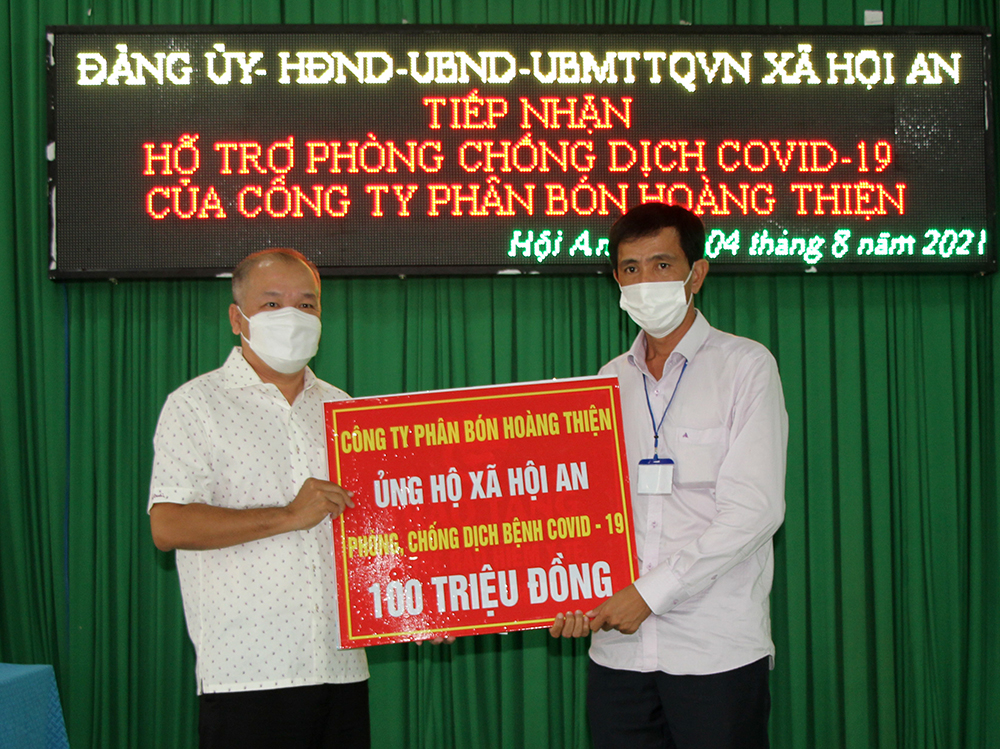 ĐẢNG ỦY- HĐND-UBND-UBMTTQVN XÃ HỘI AN
TIẾP NHẬN
HỖ TRỢ PHÒNG CHỐNG DỊCH COVID-19
CỦA CÔNG TY PHÂN BÓN HOÀNG THIỆN
Hội An 04 tháng 8 năm 2021
CÔNG TY PHÂN BÓN HOÀNG THIỆN
ỦNG HỘ XÃ HỘI AN
PHÒNG, CHỐNG DỊCH BỆNH COVID - 19
100 TRIỆU ĐỒNG